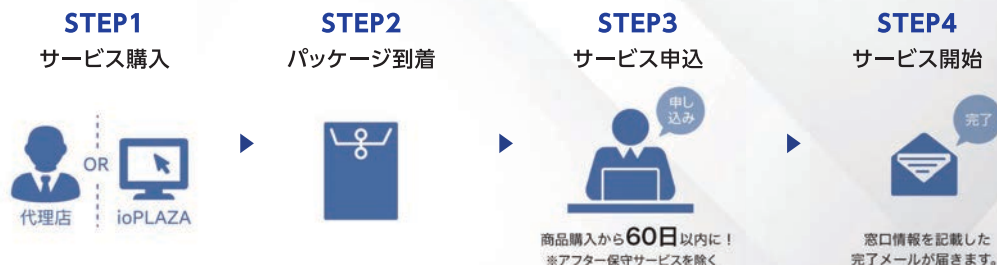 STEP1
サービス購入
OR
代理店
ioPLAZA
STEP2
パッケージ到着
STEP3
サービス申込
申し
込み
商品購入から60日以内に！
※アフター保守サービスを除く
STEP4
サービス開始
完了
窓口情報を記載した
完了メールが届きます。